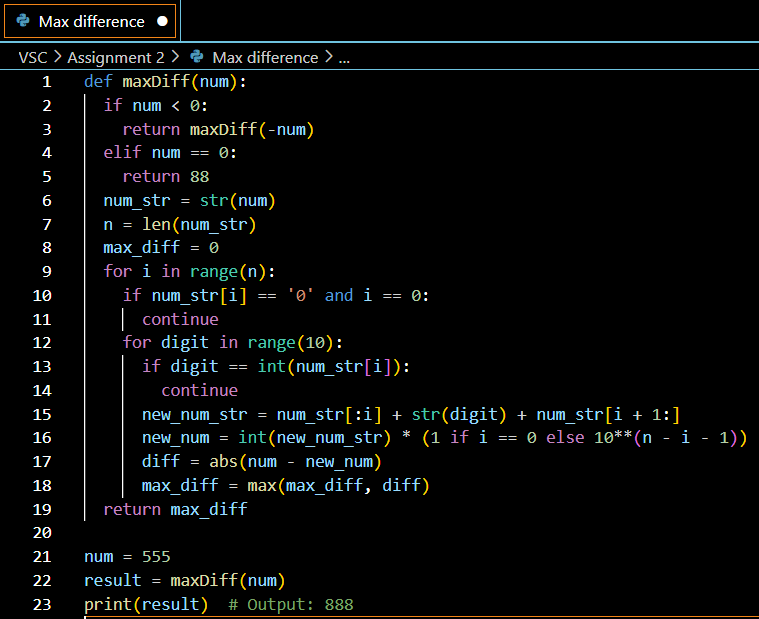 Max difference
VSC > Assignment 2 > Max difference > ...
1 def maxDiff(num):
2   if num < 0:
3     return maxDiff(-num)
4   elif num == 0:
5     return 88
6   num_str = str(num)
7   n = len(num_str)
8   max_diff = 0
9   for i in range(n):
10     if num_str[i] == '0' and i == 0:
11       continue
12     for digit in range(10):
13       if digit == int(num_str[i]):
14         continue
15       new_num_str = num_str[:i] + str(digit) + num_str[i + 1:]
16       new_num = int(new_num_str) * (1 if i == 0 else 10**(n - i - 1))
17       diff = abs(num - new_num)
18       max_diff = max(max_diff, diff)
19   return max_diff
20
21 num = 555
22 result = maxDiff(num)
23 print(result)  # Output: 888